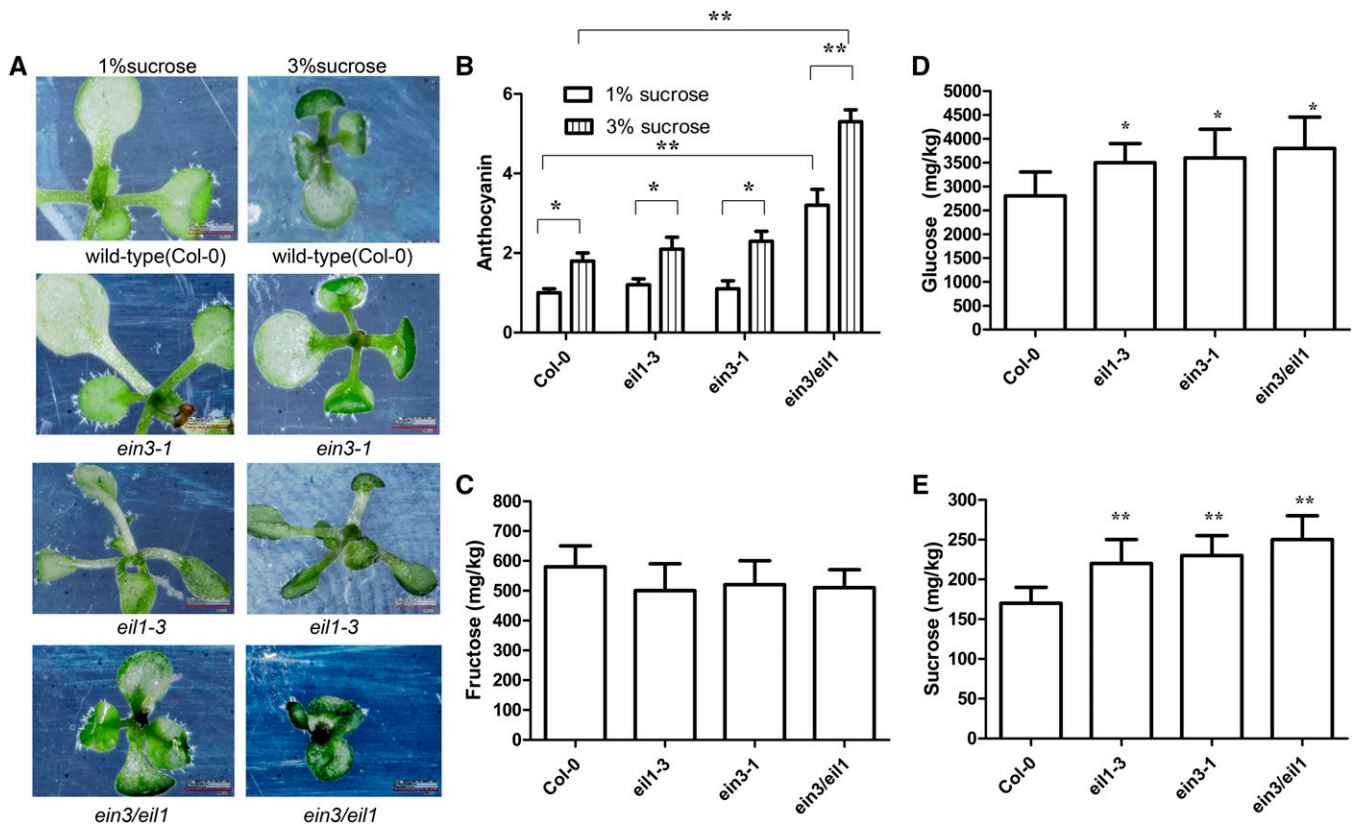 A
1%sucrose 3%sucrose
wild-type(Col-0) wild-type(Col-0)
ein3-1 ein3-1
eil1-3 eil1-3
ein3/eil1 ein3/eil1
B
**
**
1% sucrose
3% sucrose
**
*
*
*
Anthocyanin
6
4
2
0
Col-0
eil1-3
ein3-1
ein3/eil1
C
Fructose (mg/kg)
800
700
600
500
400
300
200
100
0
Col-0
eil1-3
ein3-1
ein3/eil1
D
Glucose (mg/kg)
5000
4500
4000
3500
3000
2500
2000
1500
1000
500
0
*
*
*
Col-0
eil1-3
ein3-1
ein3/eil1
E
Sucrose (mg/kg)
300
250
200
150
100
50
0
**
**
**
Col-0
eil1-3
ein3-1
ein3/eil1